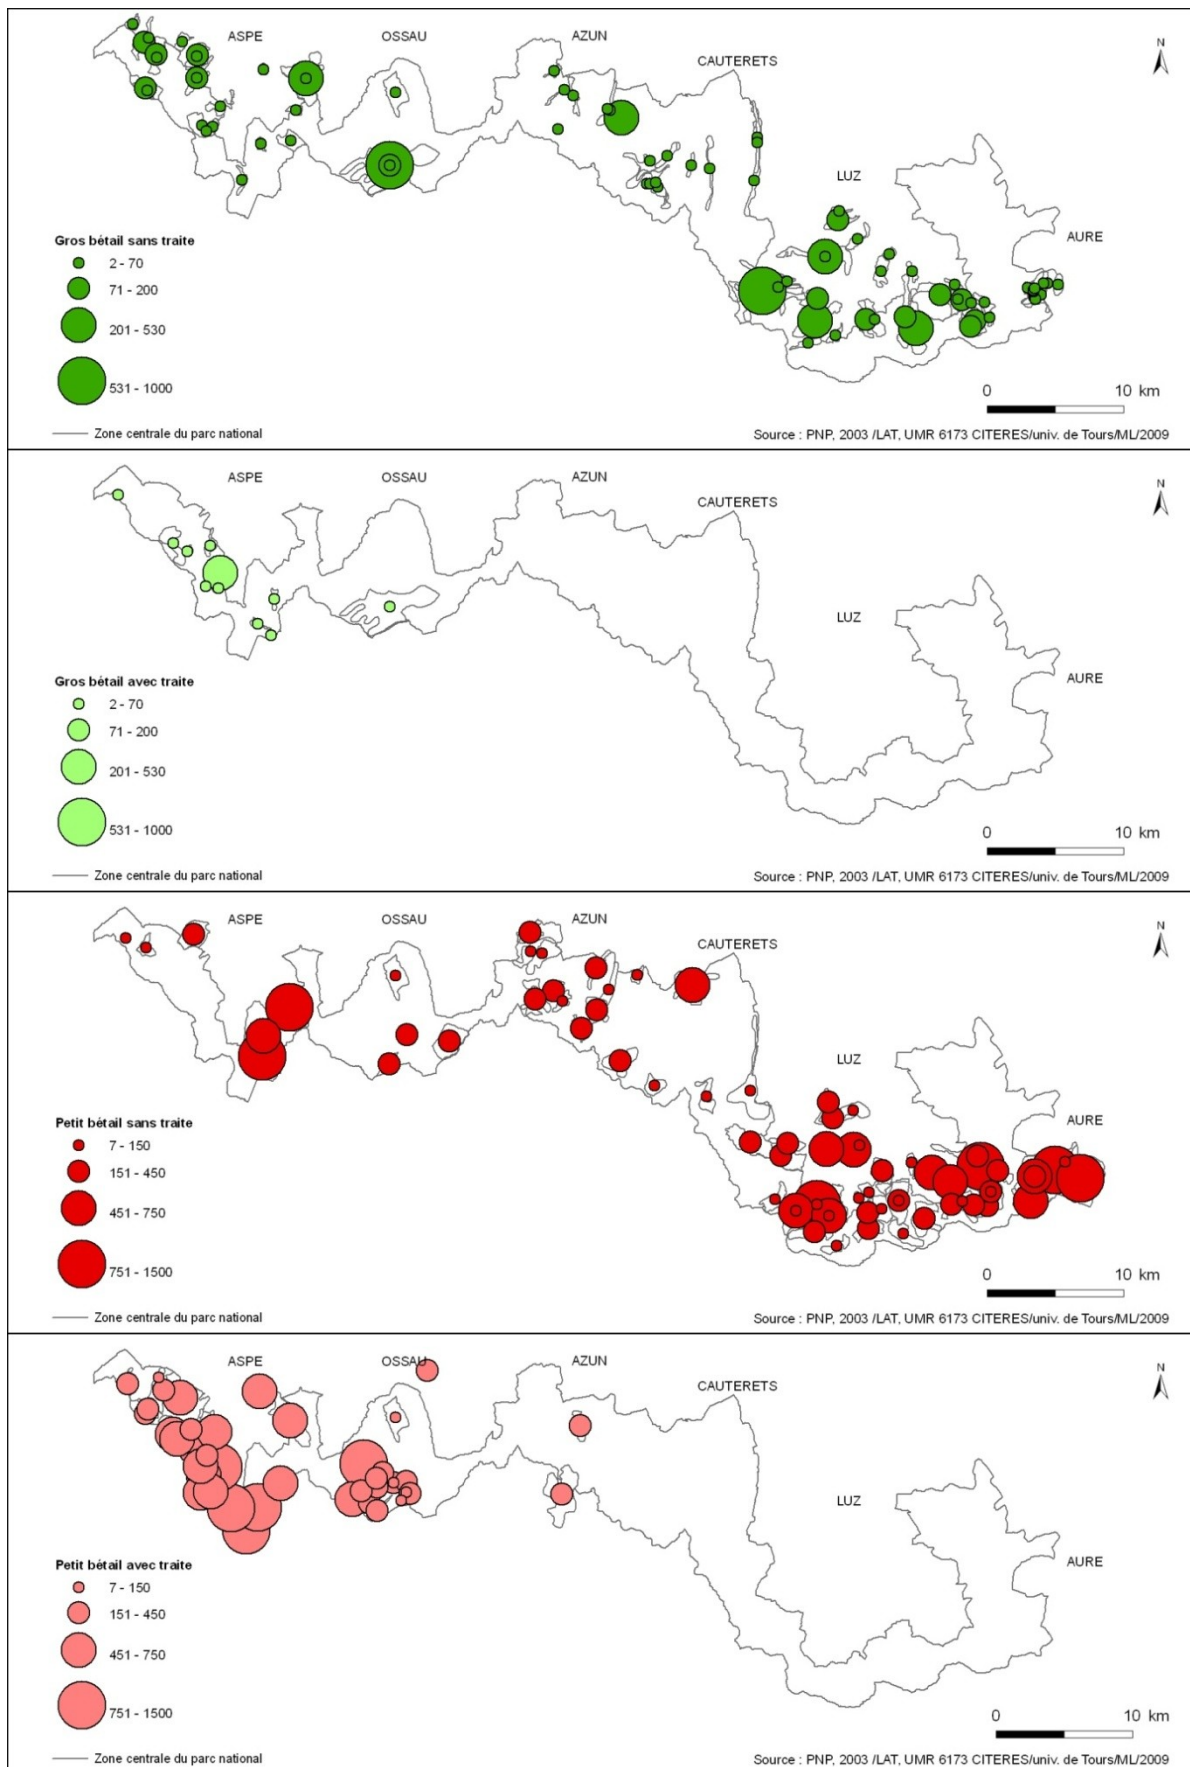 ASPE
OSSAU
AZUN
CAUTERETS
N
LUZ
AURE
Gros bétail sans traite
2 - 70
71 - 200
201 - 530
531 - 1000
Zone centrale du parc national
0 10 km
Source : PNP, 2003 /LAT, UMR 6173 CITERES/univ. de Tours/ML/2009
ASPE
OSSAU
AZUN
CAUTERETS
N
LUZ
AURE
Gros bétail avec traite
2 - 70
71 - 200
201 - 530
531 - 1000
Zone centrale du parc national
0 10 km
Source : PNP, 2003 /LAT, UMR 6173 CITERES/univ. de Tours/ML/2009
ASPE
OSSAU
AZUN
CAUTERETS
N
LUZ
AURE
Petit bétail sans traite
7 - 150
151 - 450
451 - 750
751 - 1500
Zone centrale du parc national
0 10 km
Source : PNP, 2003 /LAT, UMR 6173 CITERES/univ. de Tours/ML/2009
ASPE
OSSAU
AZUN
CAUTERETS
N
LUZ
AURE
Petit bétail avec traite
7 - 150
151 - 450
451 - 750
751 - 1500
Zone centrale du parc national
0 10 km
Source : PNP, 2003 /LAT, UMR 6173 CITERES/univ. de Tours/ML/2009